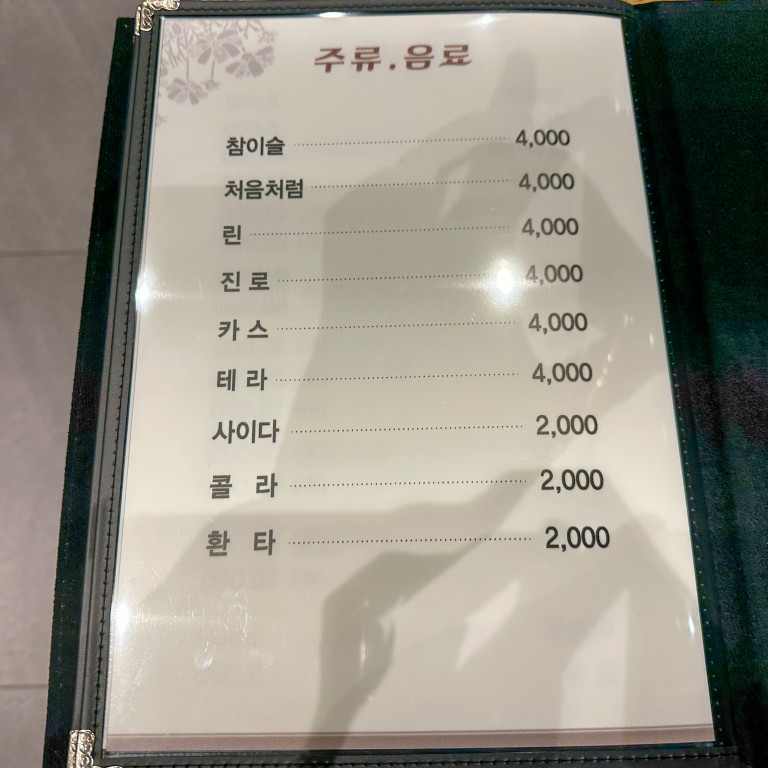 주류.음료
참이슬 4,000
처음처럼 4,000
린 4,000
진 로 4,000
카 스 4,000
테 라 4,000
사이다 2,000
콜 라 2,000
환 타 2,000